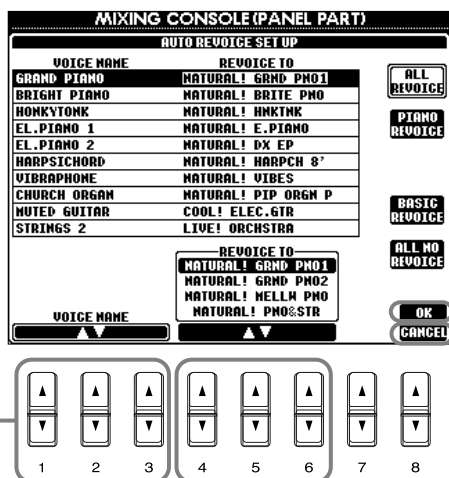 MIXING CONSOLE (PANEL PART)
AUTO REVOICE SET UP
VOICE NAME REVOICE TO
GRAND PIANO NATURAL! GRND PNO1
BRIGHT PIANO NATURAL! BRITE PNO
HONKYTONK NATURAL! HNKTNK
EL.PIANO 1 NATURAL! E.PIANO
EL.PIANO 2 NATURAL! DX EP
HARPSICHORD NATURAL! HARPCH 8'
VIBRAPHONE NATURAL! VIBES
CHURCH ORGAN NATURAL! PIP ORGN P
MUTED GUITAR COOL! ELEC.GTR
STRINGS 2 LIVE! ORCHSTRA
ALL
REVOICE
PIANO
REVOICE
BASIC
REVOICE
ALL NO
REVOICE
REVOICE TO
NATURAL! GRND PNO1
NATURAL! GRND PNO2
NATURAL! MELLW PNO
NATURAL! PNO&STR
VOICE NAME
OK
CANCEL
1 2 3 4 5 6 7 8